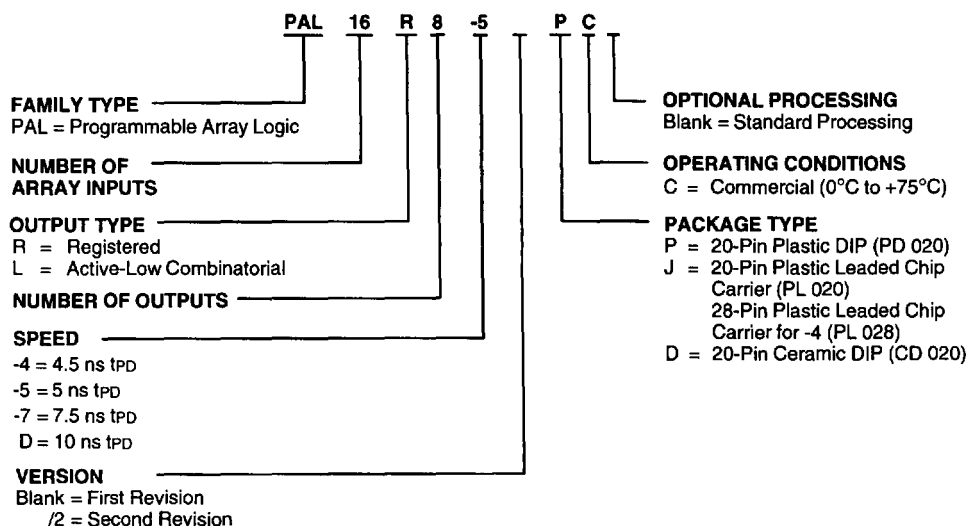 PAL 16 R 8 -5 P C
FAMILY TYPE
PAL = Programmable Array Logic
NUMBER OF
ARRAY INPUTS
OUTPUT TYPE
R = Registered
L = Active-Low Combinatorial
NUMBER OF OUTPUTS
SPEED
-4 = 4.5 ns tPD
-5 = 5 ns tPD
-7 = 7.5 ns tPD
D = 10 ns tPD
VERSION
Blank = First Revision
/2 = Second Revision
OPTIONAL PROCESSING
Blank = Standard Processing
OPERATING CONDITIONS
C = Commercial (0°C to +75°C)
PACKAGE TYPE
P = 20-Pin Plastic DIP (PD 020)
J = 20-Pin Plastic Leaded Chip
Carrier (PL 020)
28-Pin Plastic Leaded Chip
Carrier for -4 (PL 028)
D = 20-Pin Ceramic DIP (CD 020)